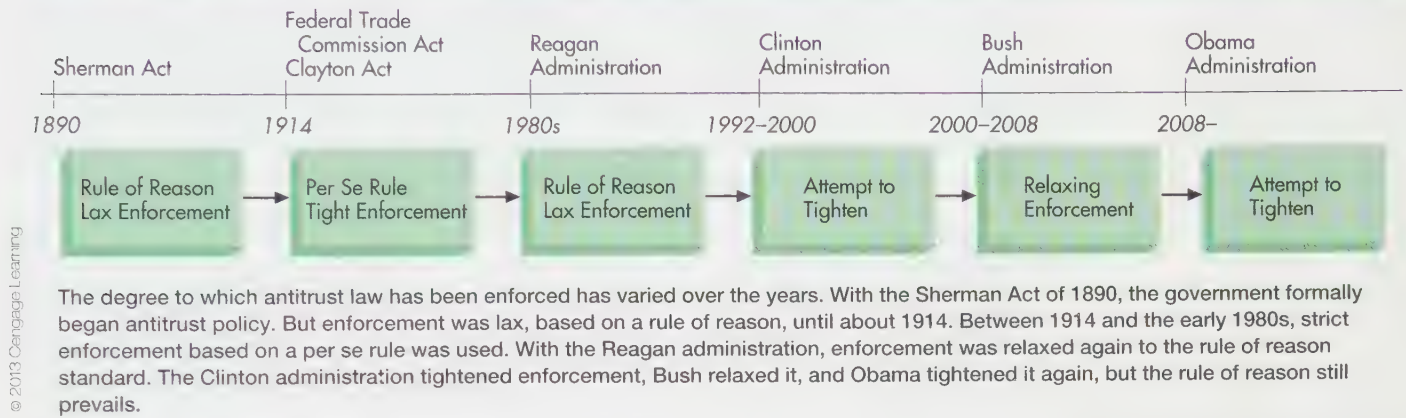 Sherman Act
Federal Trade
Commission Act
Clayton Act
Reagan
Administration
Clinton
Administration
Bush
Administration
Obama
Administration
1890
1914
1980s
1992–2000
2000–2008
2008–
Rule of Reason
Lax Enforcement
Per Se Rule
Tight Enforcement
Rule of Reason
Lax Enforcement
Attempt to
Tighten
Relaxing
Enforcement
Attempt to
Tighten
The degree to which antitrust law has been enforced has varied over the years. With the Sherman Act of 1890, the government formally
began antitrust policy. But enforcement was lax, based on a rule of reason, until about 1914. Between 1914 and the early 1980s, strict
enforcement based on a per se rule was used. With the Reagan administration, enforcement was relaxed again to the rule of reason
standard. The Clinton administration tightened enforcement, Bush relaxed it, and Obama tightened it again, but the rule of reason still
prevails.
© 2013 Cengage Learning